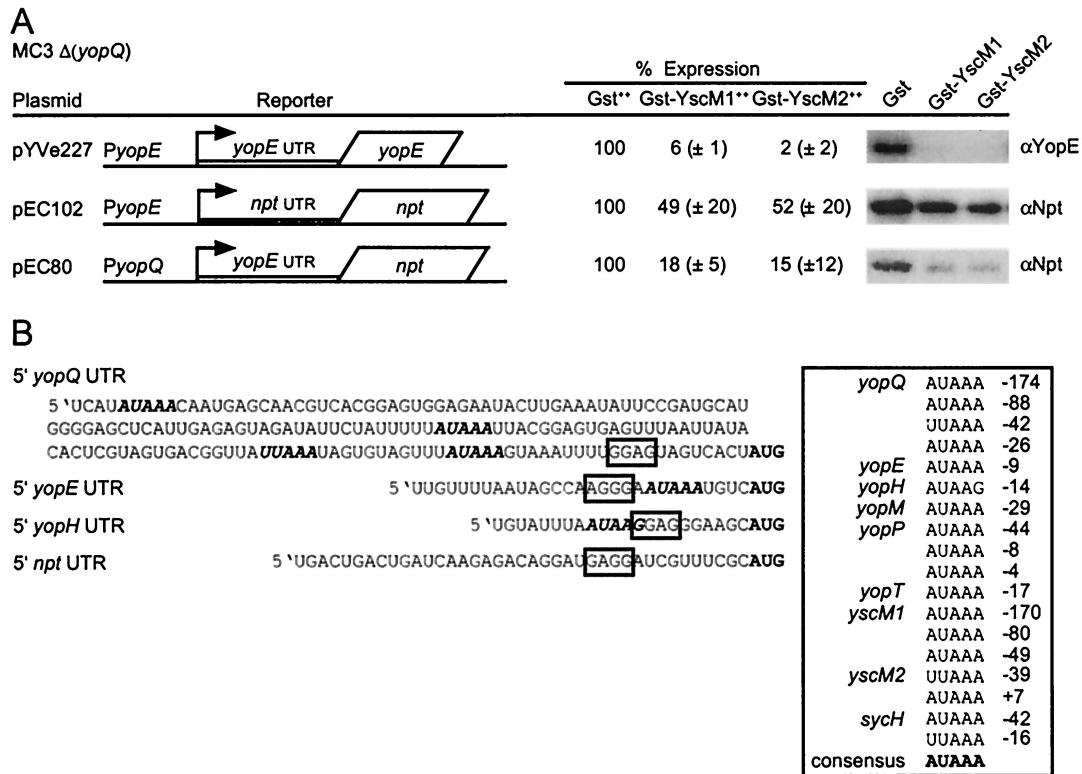 A
MC3 Δ(yopQ)
% Expression
Plasmid Reporter Gst++ Gst-YscM1++ Gst-YscM2++ Gst Gst-YscM1 Gst-YscM2
pYVe227 PyopE yopE UTR yopE 100 6 (± 1) 2 (± 2) αYopE
pEC102 PyopE npt UTR npt 100 49 (± 20) 52 (± 20) αNpt
pEC80 PyopQ yopE UTR npt 100 18 (± 5) 15 (±12) αNpt
B
5' yopQ UTR
5'UCAUAUAAACAAUGAGCAACGUCACGGAGUGGAGAAUACUUGAAAUAUUCCGAUGCAU
GGGGAGCUCAUUGAGAGUAGAUAUUCUAUUUUUAUAAAUUACGGAGUGAGUUUAAUUAUA
CACUCGUAGUGACGGUUAUUAAAUAGUGUAGUUUAUAAAGUAAAUUUUGGAGUAGUCACUAUG
5' yopE UTR 5'UUGUUUUAAUAGCCAAGGGAAUAAAUGUCAUG
5' yopH UTR 5'UGUAUUUAAUAAGGAGGGAAGCAUG
5' npt UTR 5'UGACUGACUGAUCAAGAGACAGGAUGAGGAUCGUUUCGCAUG
yopQ AUAAA -174
AUAAA -88
UUAAA -42
AUAAA -26
yopE AUAAA -9
yopH AUAAG -14
yopM AUAAA -29
yopP AUAAA -44
AUAAA -8
AUAAA -4
yopT AUAAA -17
yscM1 AUAAA -170
AUAAA -80
AUAAA -49
yscM2 UUAAA -39
AUAAA +7
sycH AUAAA -42
UUAAA -16
consensus AUAAA